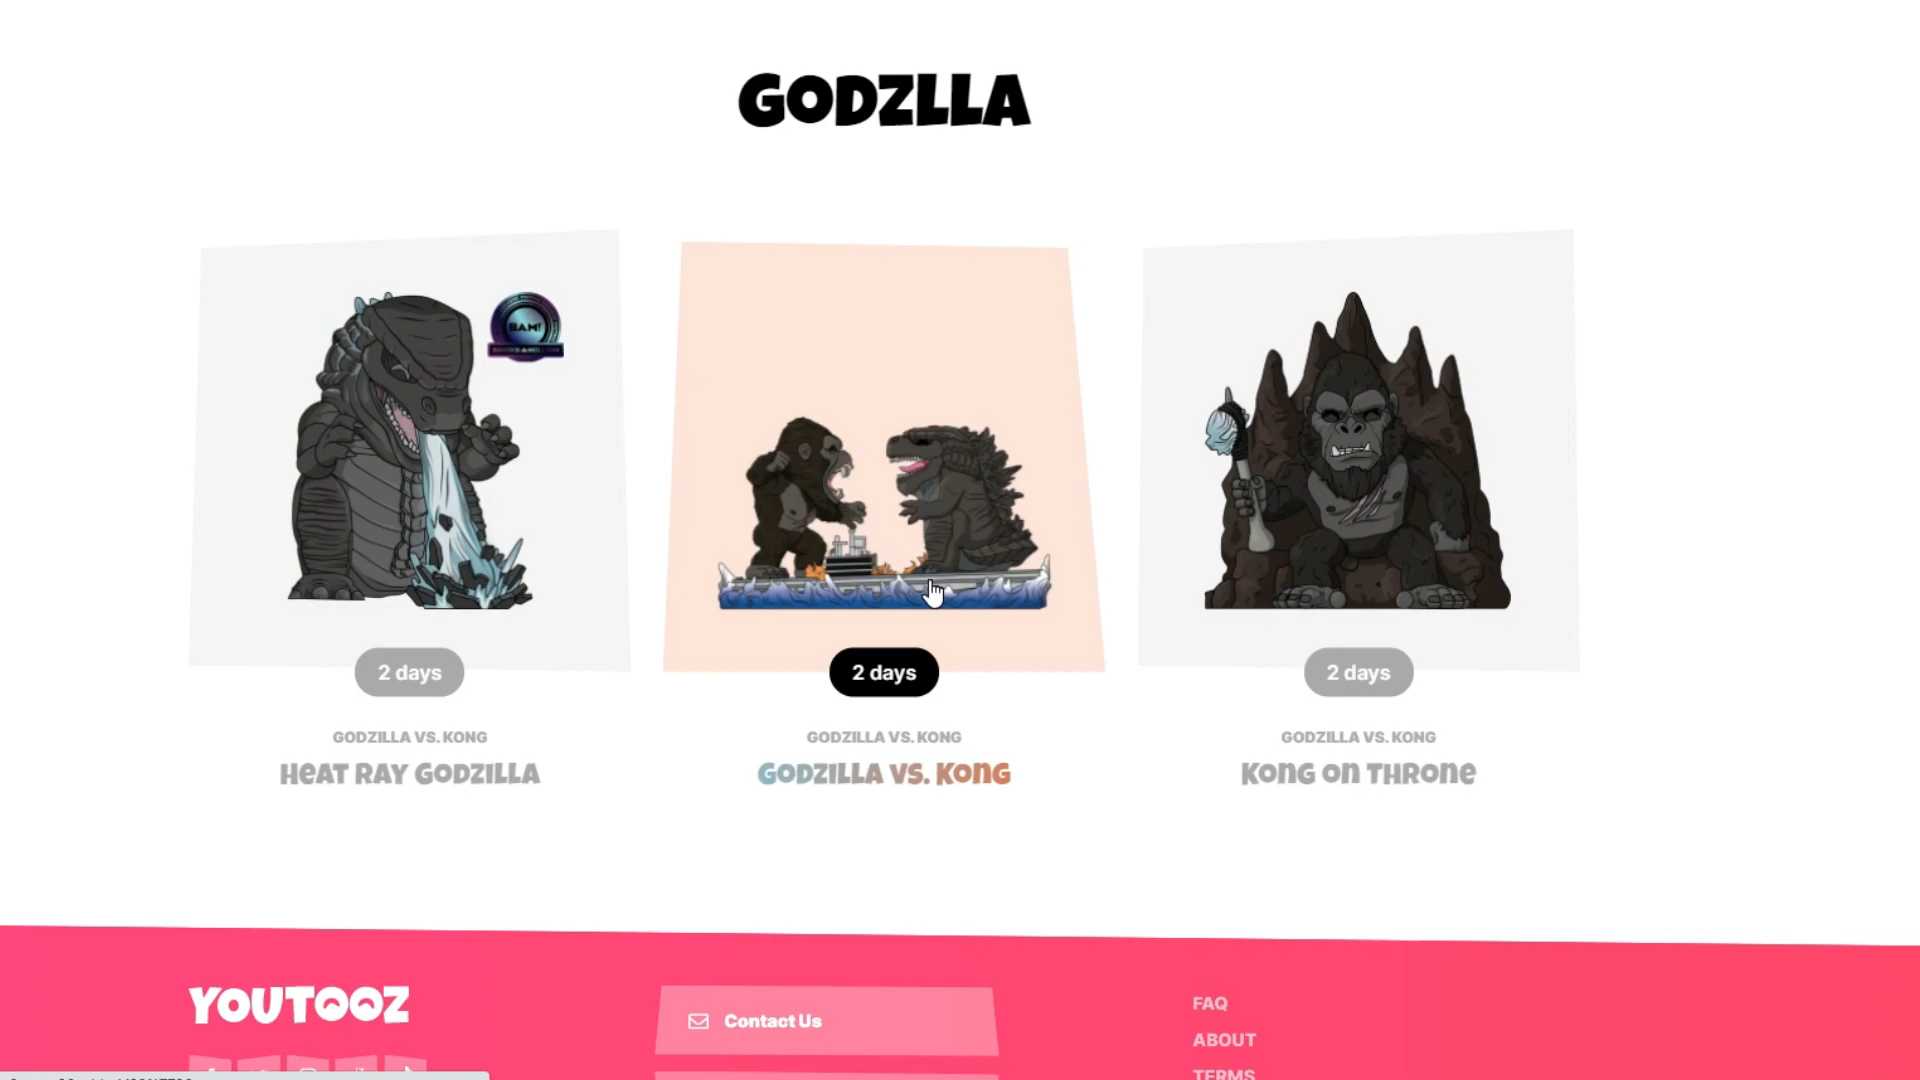 GODZLLA
BAM!
2 days
2 days
2 days
GODZILLA VS. KONG
GODZILLA VS. KONG
GODZILLA VS. KONG
HEAT RAY GODZILLA
GODZILLA VS. KONG
KONG ON THRONE
YOUTOOZ
Contact Us
FAQ
ABOUT
TERMS